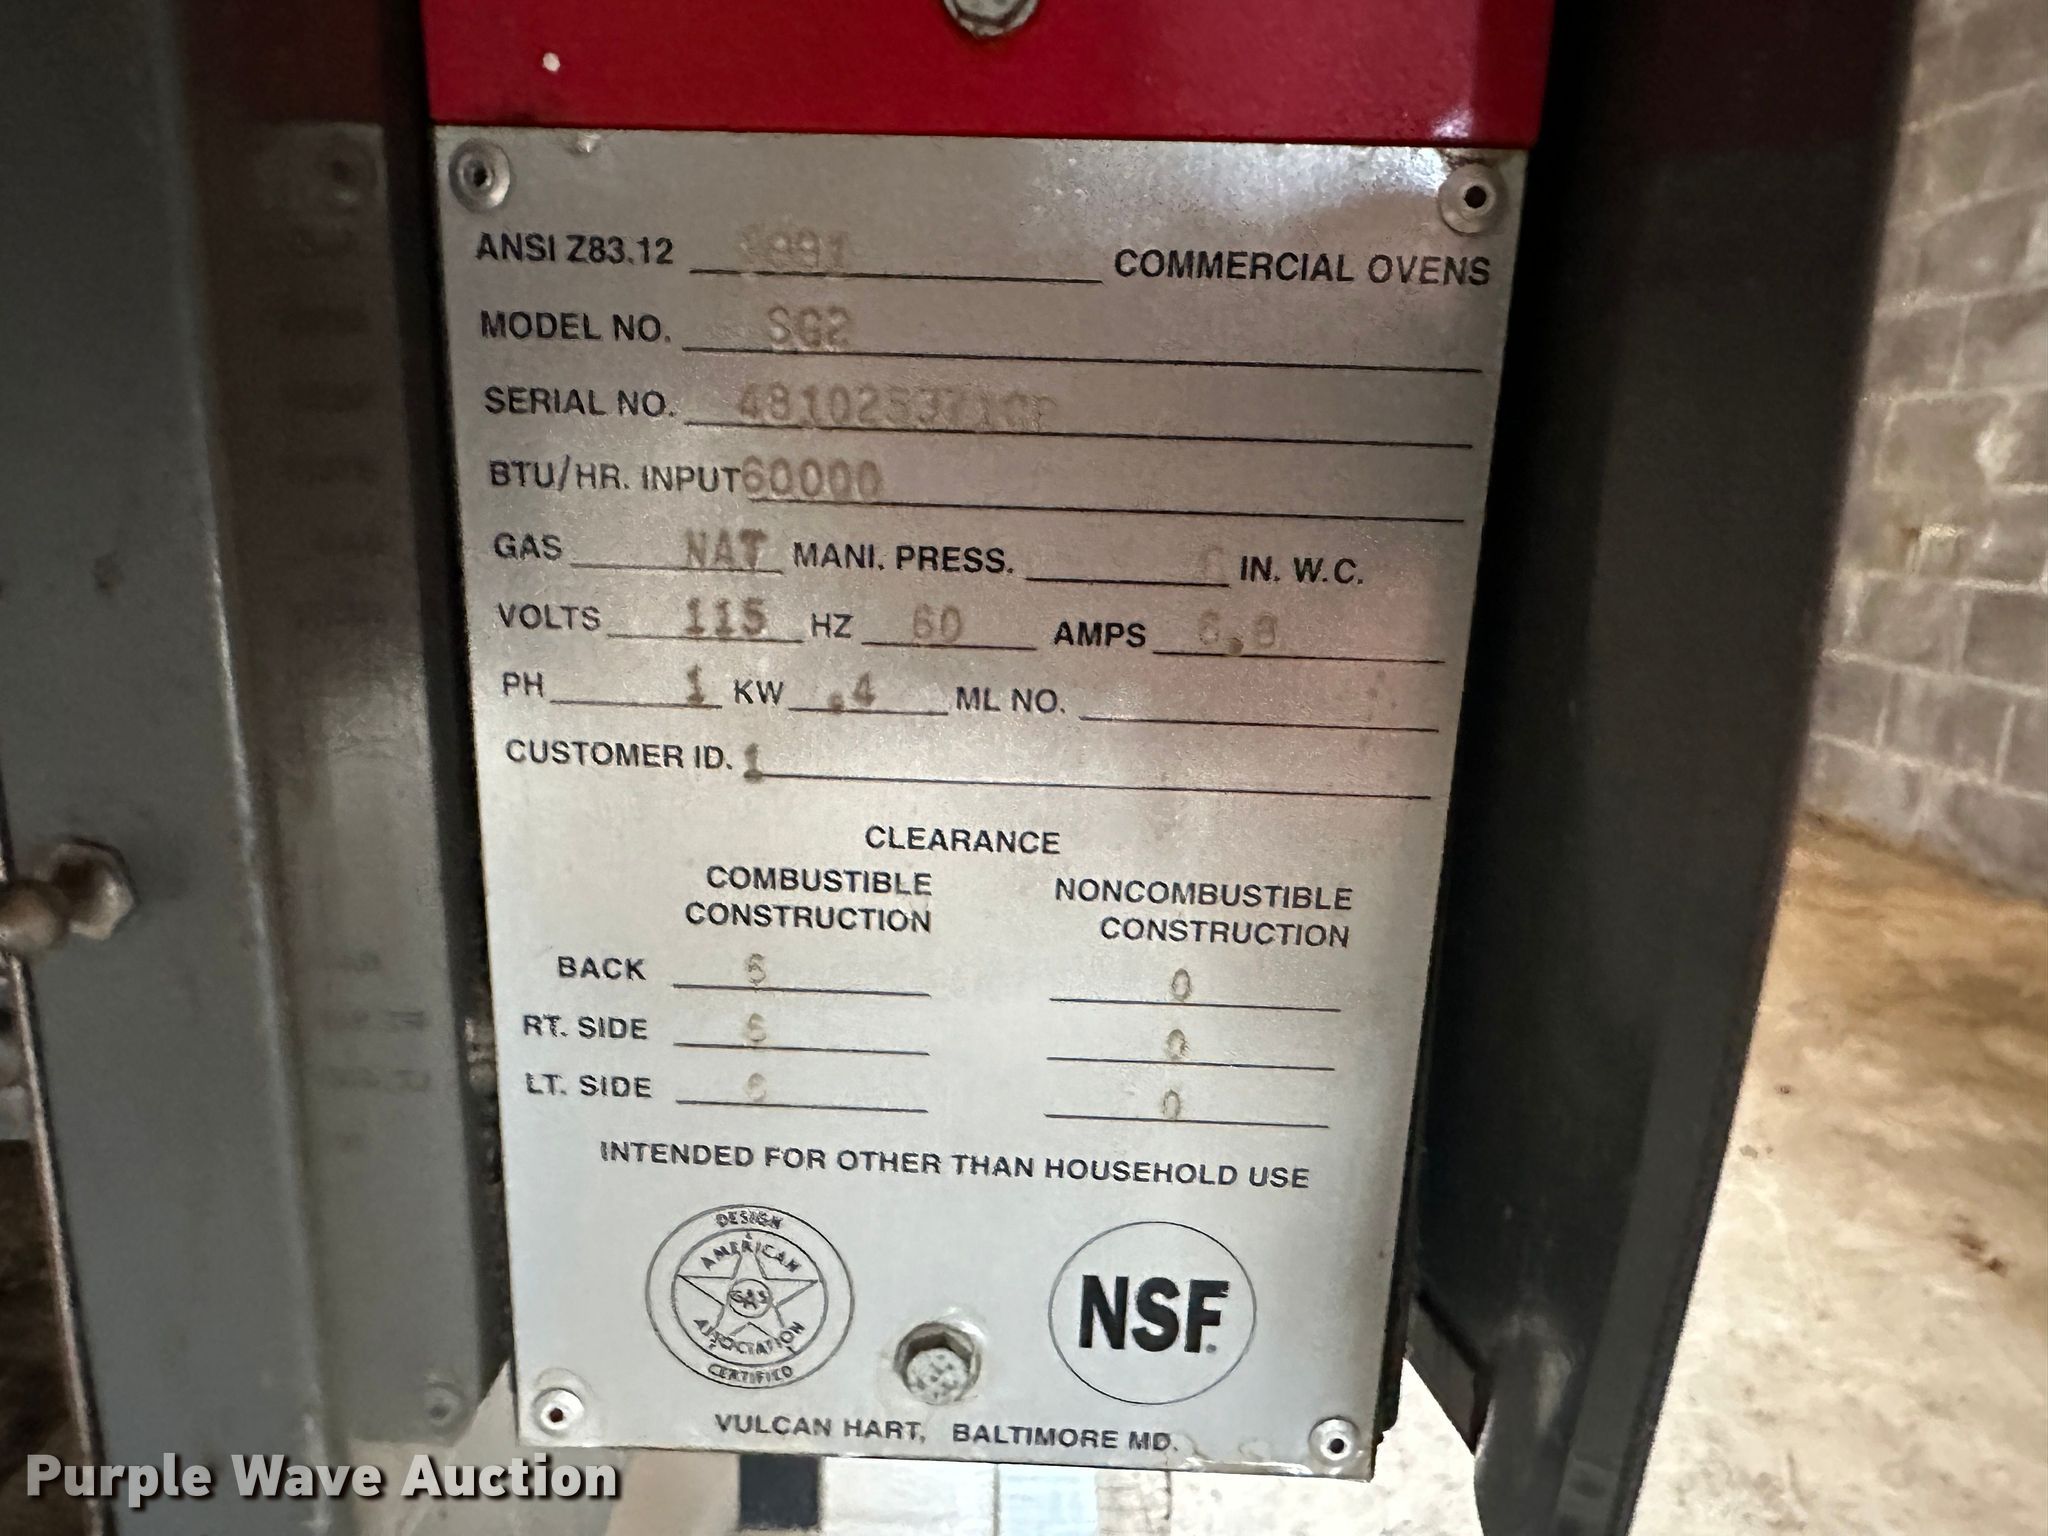 ANSI Z83.12 1991 COMMERCIAL OVENS
MODEL NO. SG2
SERIAL NO.
BTU/HR. INPUT 60000
GAS NAT MANI. PRESS. IN. W.C.
VOLTS 115 HZ 60 AMPS 6.8
PH 1 KW .4 ML NO.
CUSTOMER ID. 1
CLEARANCE
COMBUSTIBLE CONSTRUCTION NONCOMBUSTIBLE CONSTRUCTION
BACK 6 0
RT. SIDE 6 0
LT. SIDE 6 0
INTENDED FOR OTHER THAN HOUSEHOLD USE
DESIGN
AMERICAN
GAS
ASSOCIATION
CERTIFIED
NSF.
VULCAN HART, BALTIMORE MD.
Purple Wave Auction